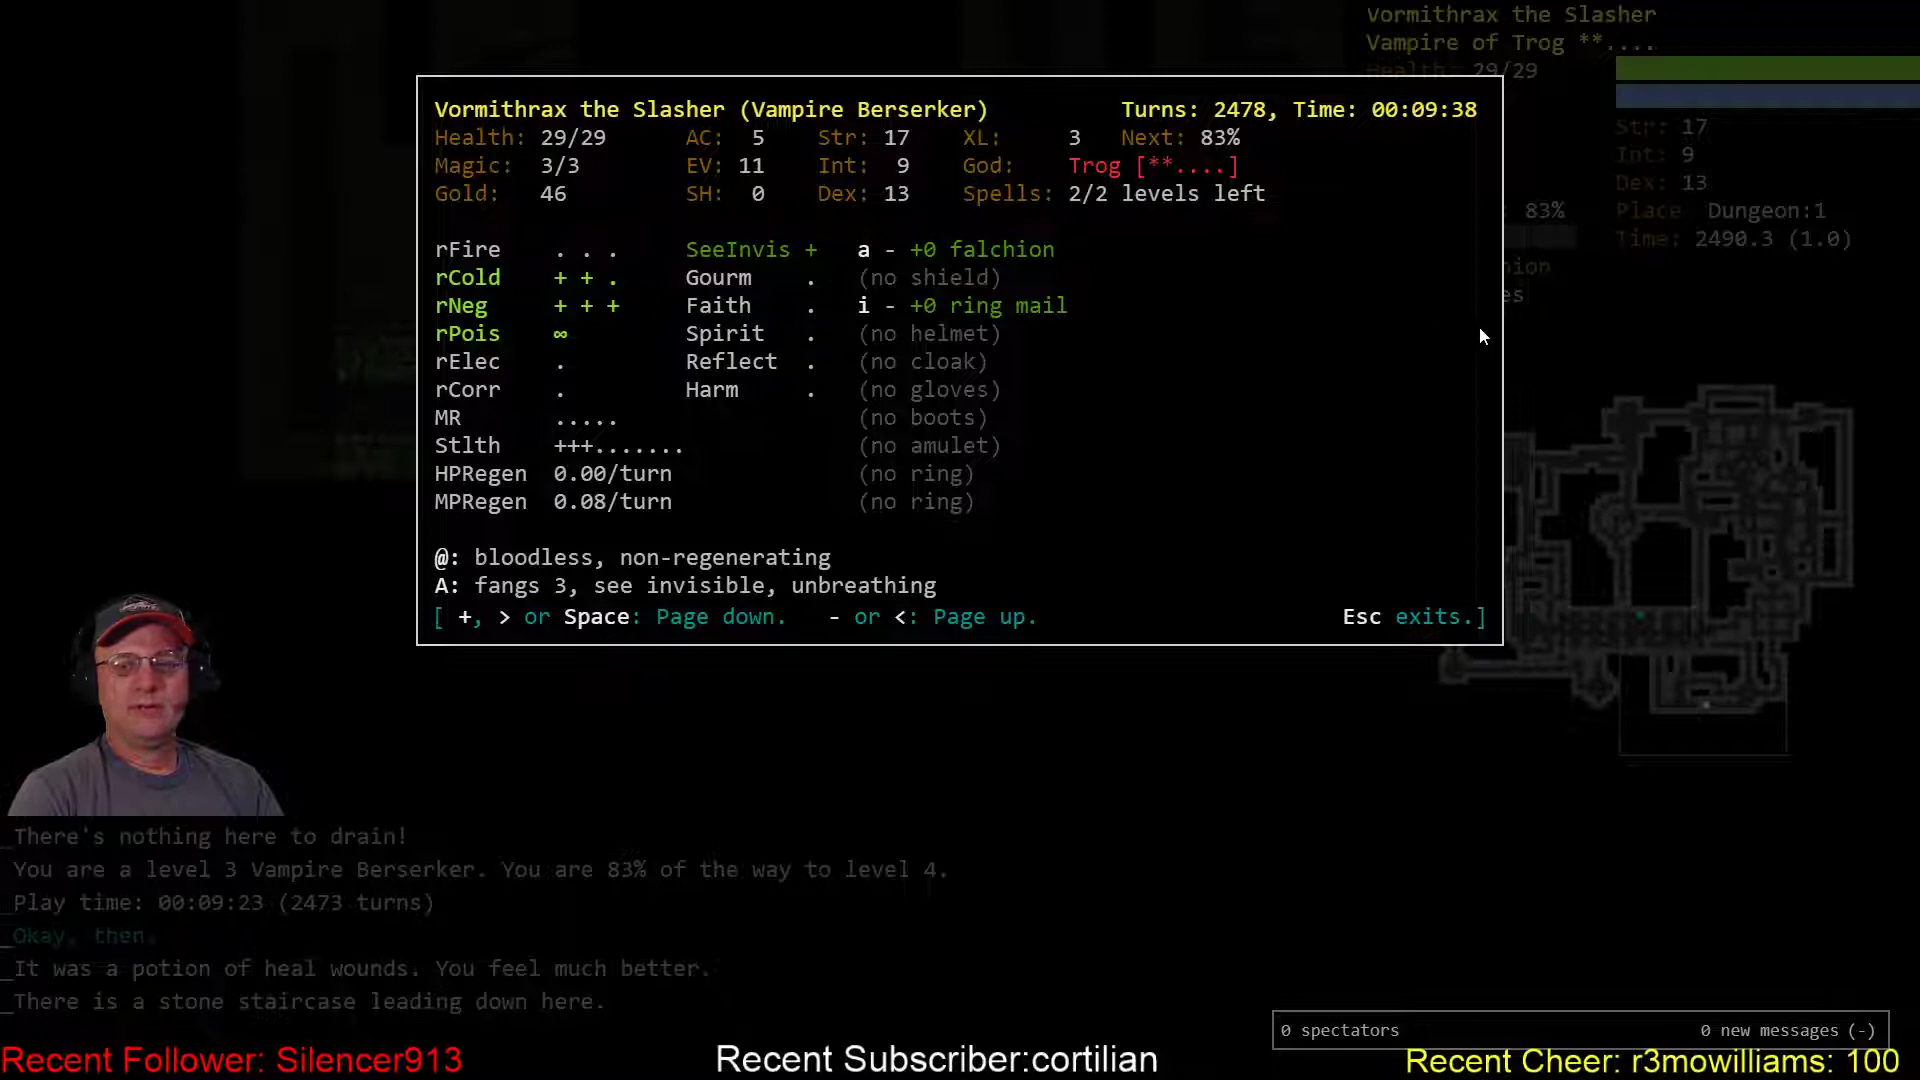 Vormithrax the Slasher
Vampire of Trog **....
Health: 29/29
Str: 17
Int: 9
Dex: 13
83% Place Dungeon:1
Time: 2490.3 (1.0)
Vormithrax the Slasher (Vampire Berserker) Turns: 2478, Time: 00:09:38
Health: 29/29 AC: 5 Str: 17 XL: 3 Next: 83%
Magic: 3/3 EV: 11 Int: 9 God: Trog [**....]
Gold: 46 SH: 0 Dex: 13 Spells: 2/2 levels left
rFire . . . SeeInvis + a - +0 falchion
rCold + + . Gourm . (no shield)
rNeg + + + Faith . i - +0 ring mail
rPois ∞ Spirit . (no helmet)
rElec . Reflect . (no cloak)
rCorr . Harm . (no gloves)
MR ..... (no boots)
Stlth +++....... (no amulet)
HPRegen 0.00/turn (no ring)
MPRegen 0.08/turn (no ring)
@: bloodless, non-regenerating
A: fangs 3, see invisible, unbreathing
[ +, > or Space: Page down. - or <: Page up. Esc exits.]
_There's nothing here to drain!
You are a level 3 Vampire Berserker. You are 83% of the way to level 4.
_Play time: 00:09:23 (2473 turns)
_Okay, then.
_It was a potion of heal wounds. You feel much better.
_There is a stone staircase leading down here.
0 spectators 0 new messages (-)
Recent Follower: Silencer913
Recent Subscriber:cortilian
Recent Cheer: r3mowilliams: 100